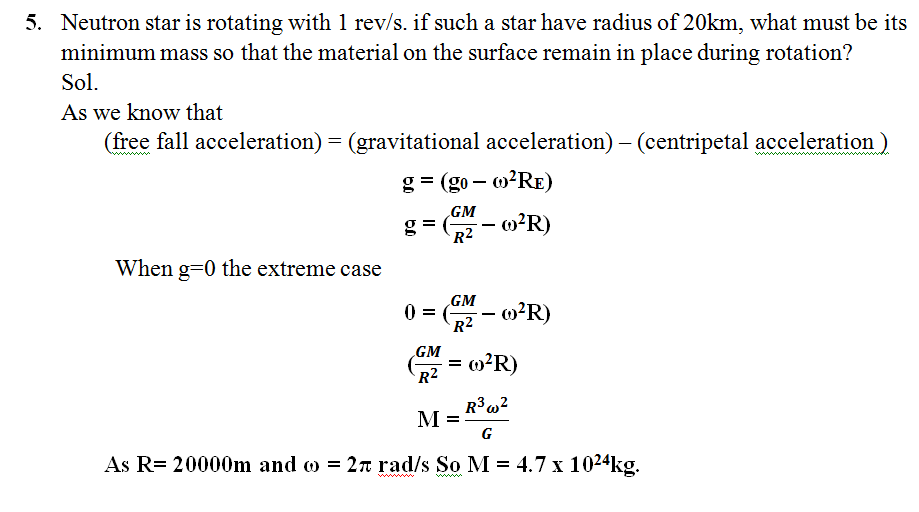 5. Neutron star is rotating with 1 rev/s. if such a star have radius of 20km, what must be its
minimum mass so that the material on the surface remain in place during rotation?
Sol.
As we know that
(free fall acceleration) = (gravitational acceleration) – (centripetal acceleration )
g = (g₀ – ω²Rᴇ)
g = (GM/R² – ω²R)
When g=0 the extreme case
0 = (GM/R² – ω²R)
(GM/R² = ω²R)
M = R³ω²/G
As R= 20000m and ω = 2π rad/s So M = 4.7 x 10²⁴kg.